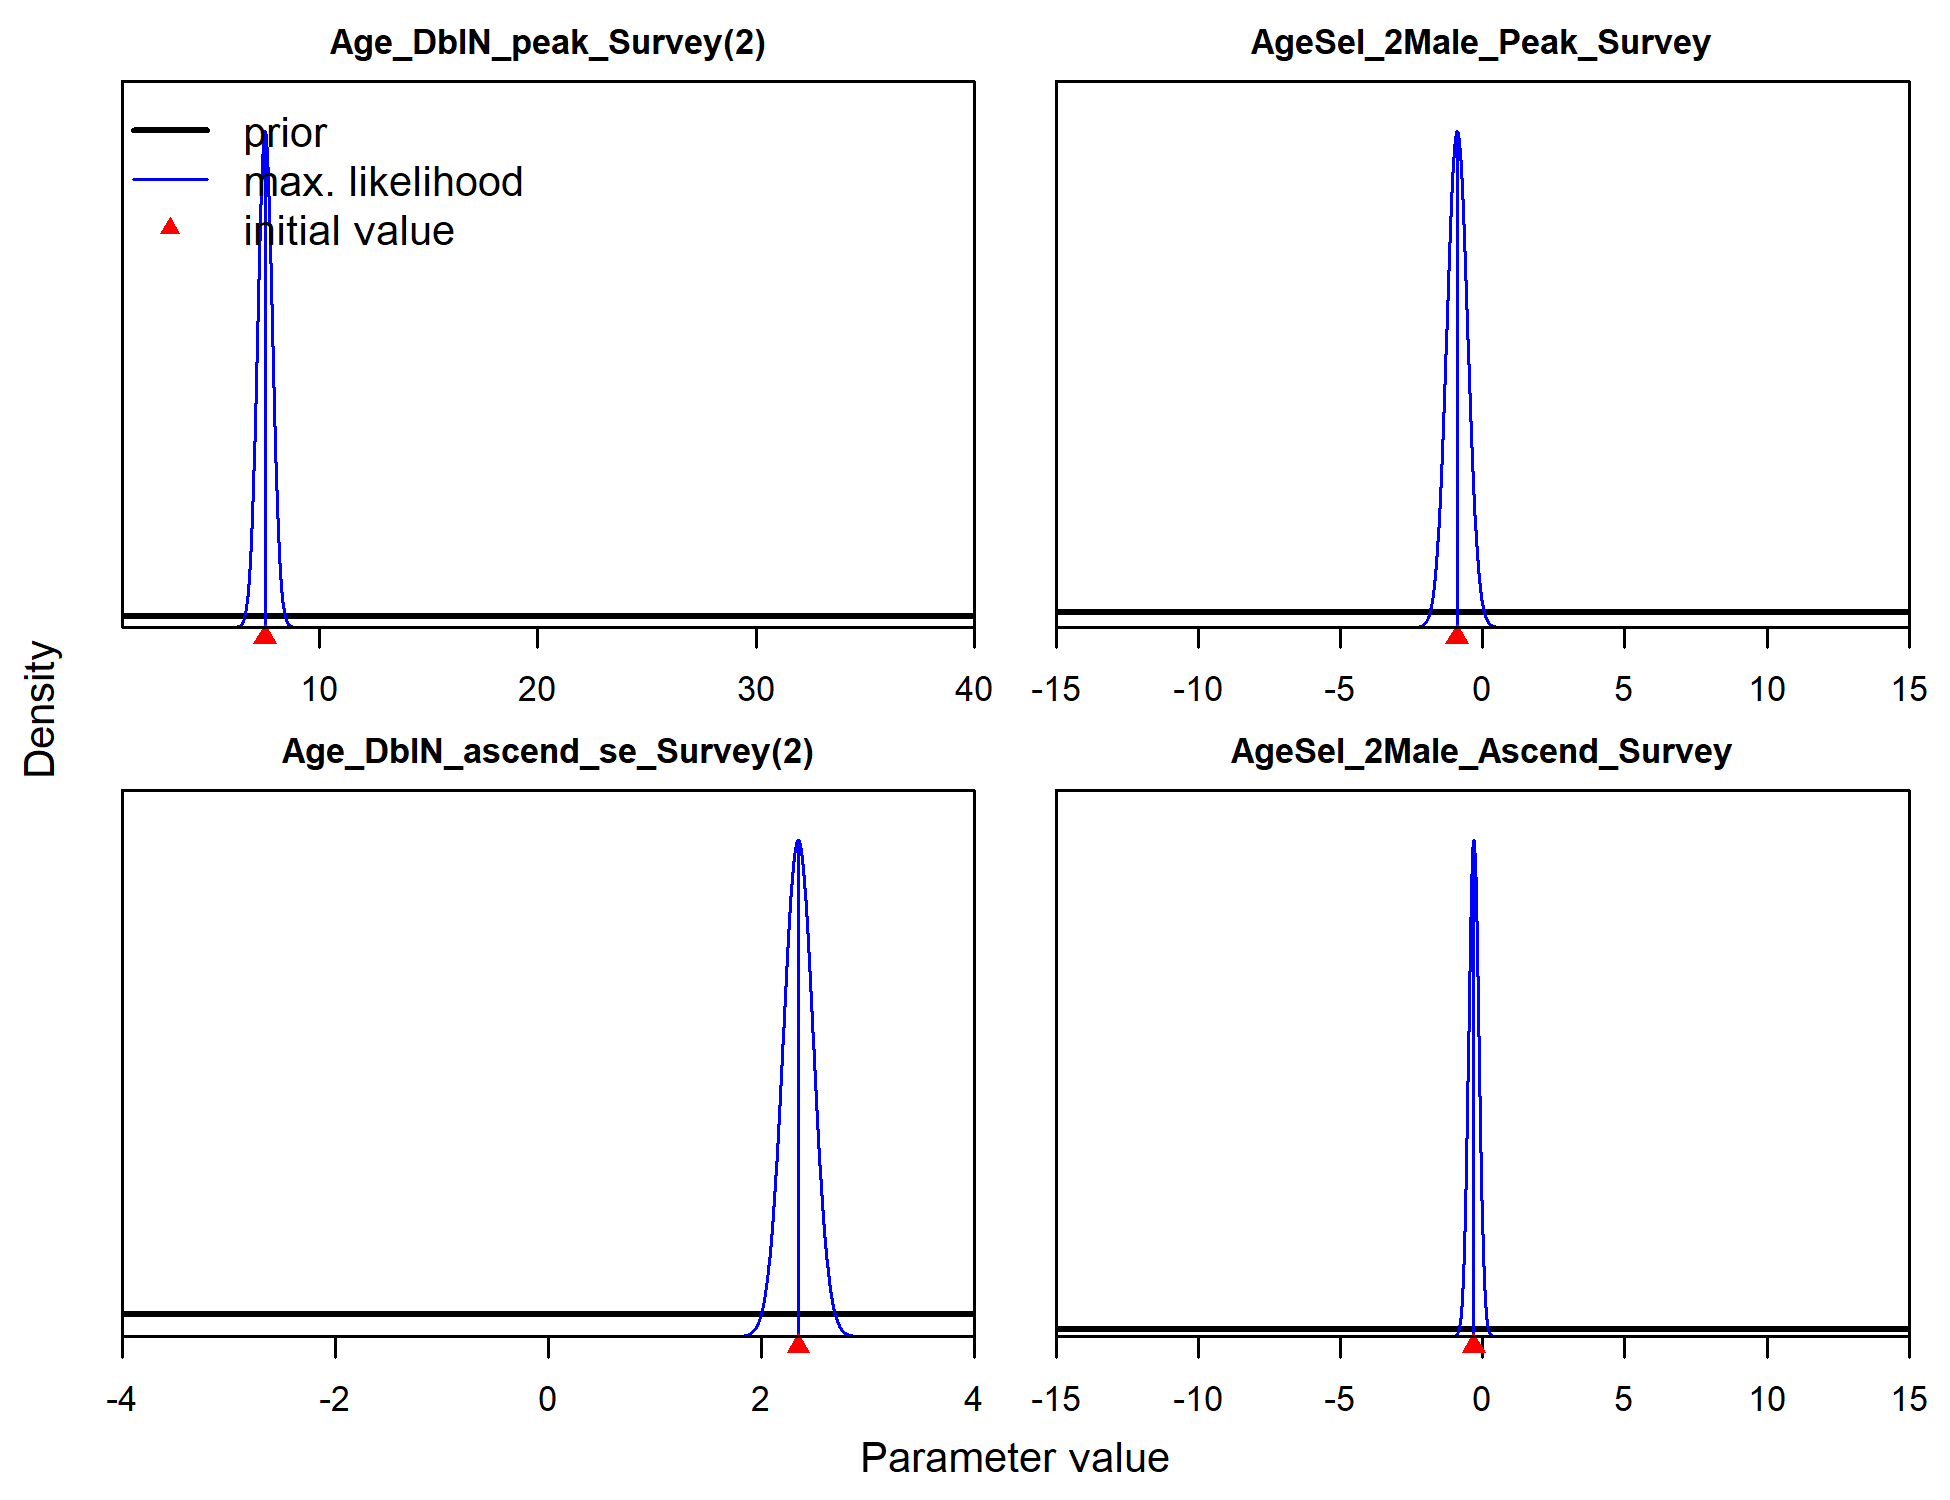 Age_DblN_peak_Survey(2)
AgeSel_2Male_Peak_Survey
prior
max. likelihood
initial value
10 20 30 40
-15 -10 -5 0 5 10 15
Density
Age_DblN_ascend_se_Survey(2)
AgeSel_2Male_Ascend_Survey
-4 -2 0 2 4
-15 -10 -5 0 5 10 15
Parameter value